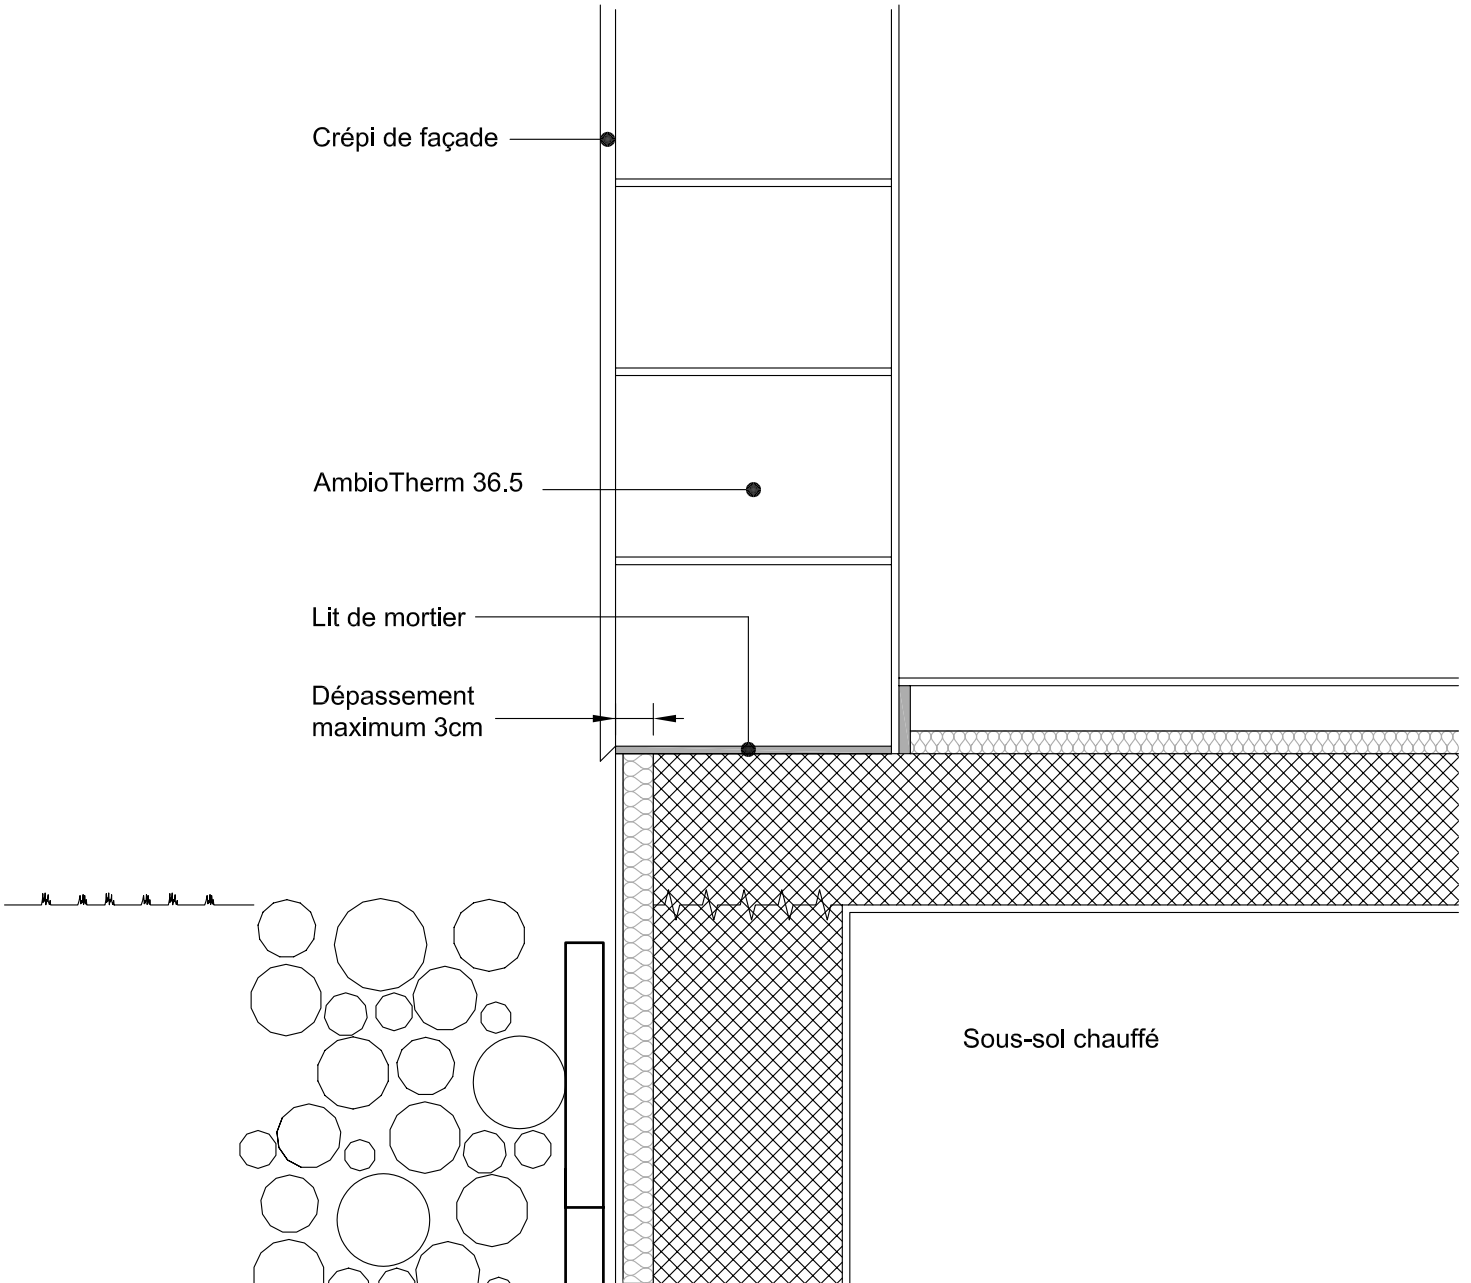 Crépi de façade
AmbioTherm 36.5
Lit de mortier
Dépassement
maximum 3cm
Sous-sol chauffé